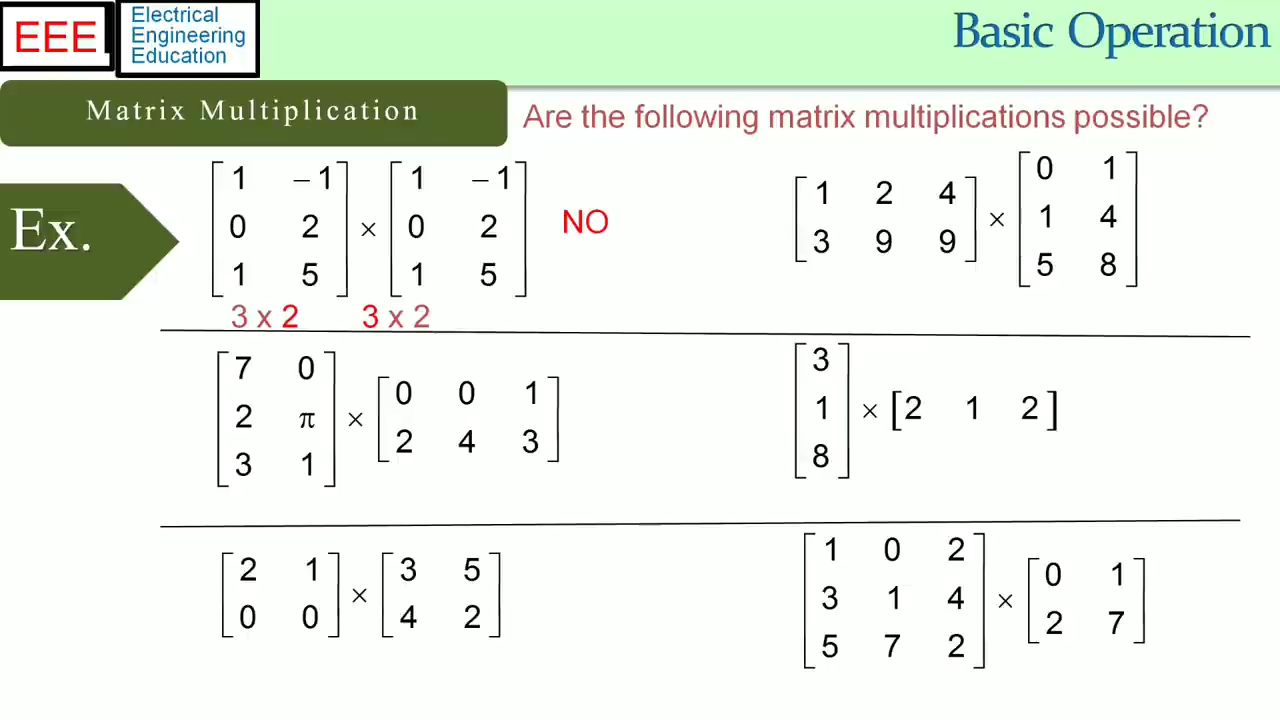 EEE
Electrical
Engineering
Education
Basic Operation
Matrix Multiplication
Are the following matrix multiplications possible?
Ex.
1 −1 1 −1
0 2 × 0 2 NO
1 5 1 5
3 x 2 3 x 2
0 1
1 2 4 × 1 4
3 9 9 5 8
7 0 0 0 1
2 π × 2 4 3
3 1
3
1 × [2 1 2]
8
2 1 × 3 5
0 0 4 2
1 0 2 0 1
3 1 4 × 2 7
5 7 2